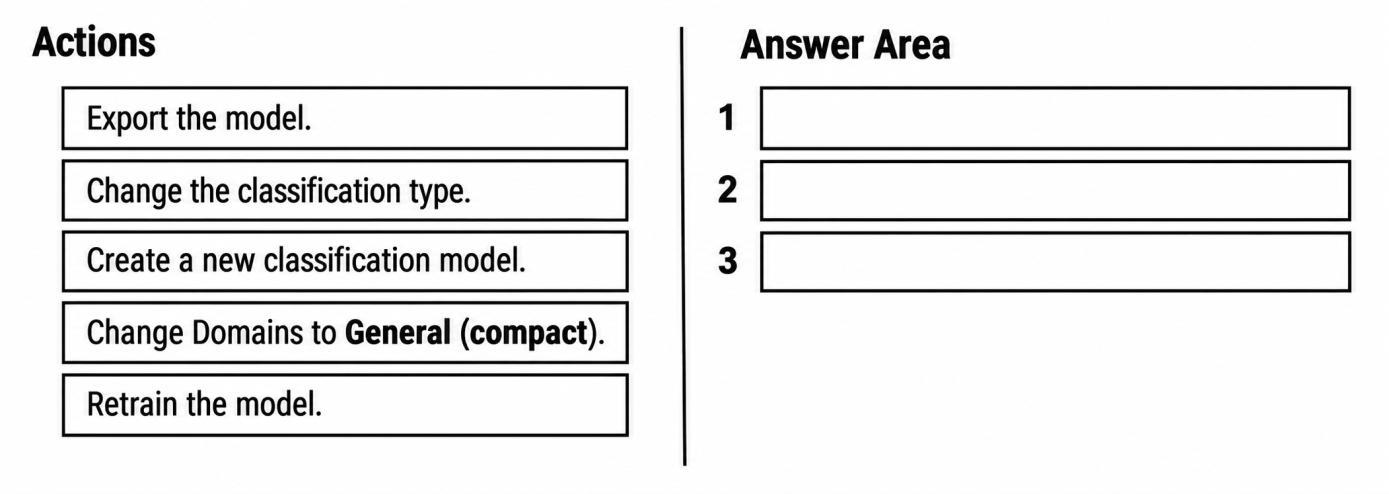 Actions
Export the model.
Change the classification type.
Create a new classification model.
Change Domains to General (compact).
Retrain the model.
Answer Area
1
2
3